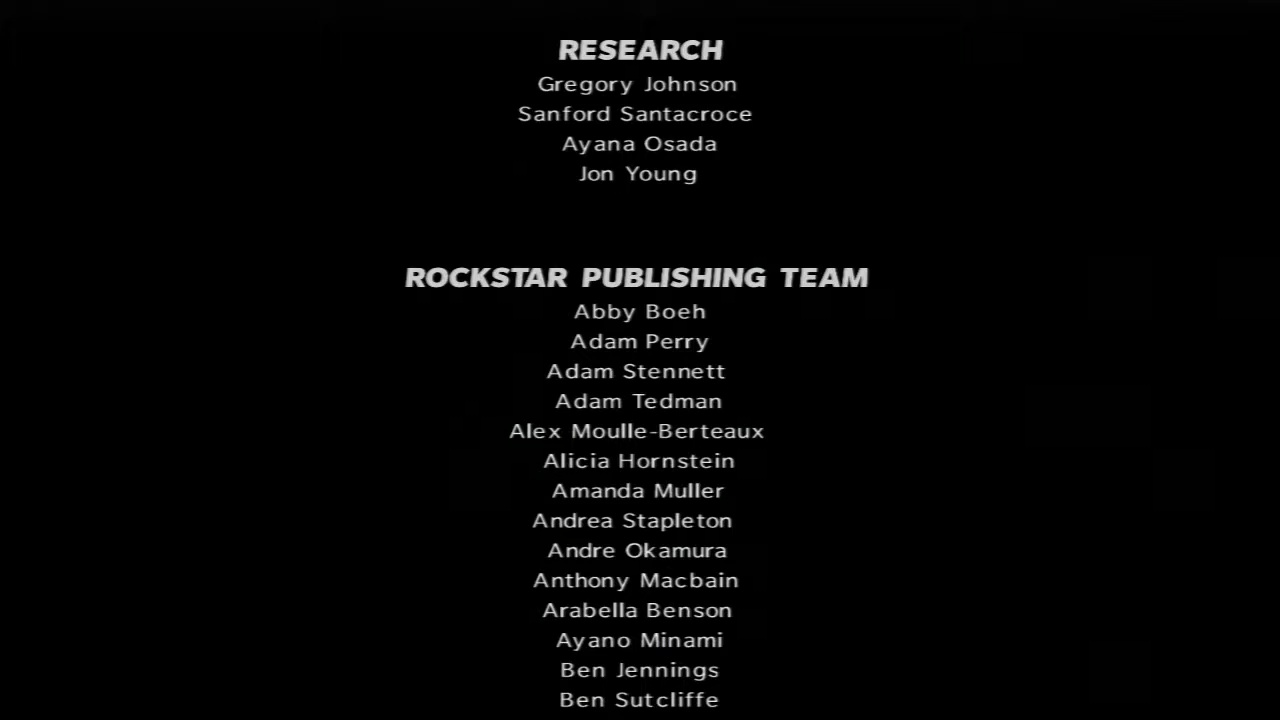 RESEARCH
Gregory Johnson
Sanford Santacroce
Ayana Osada
Jon Young
ROCKSTAR PUBLISHING TEAM
Abby Boeh
Adam Perry
Adam Stennett
Adam Tedman
Alex Moulle-Berteaux
Alicia Hornstein
Amanda Muller
Andrea Stapleton
Andre Okamura
Anthony Macbain
Arabella Benson
Ayano Minami
Ben Jennings
Ben Sutcliffe